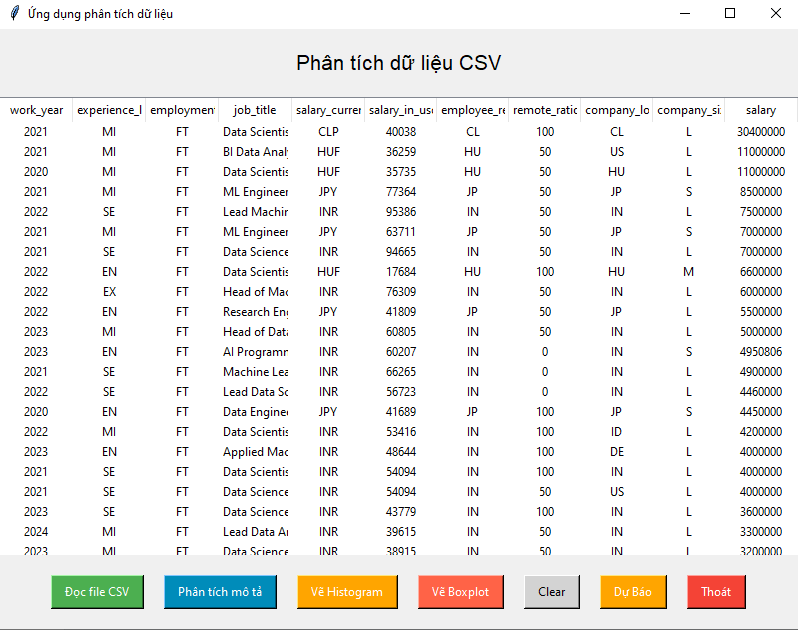 Ứng dụng phân tích dữ liệu
Phân tích dữ liệu CSV
work_year experience_l employment job_title salary_currer salary_in_usd employee_re remote_ratio company_lo company_si salary
2021 MI FT Data Scientis CLP 40038 CL 100 CL L 30400000
2021 MI FT BI Data Analy HUF 36259 HU 50 US L 11000000
2020 MI FT Data Scientis HUF 35735 HU 50 HU L 11000000
2021 MI FT ML Engineer JPY 77364 JP 50 JP S 8500000
2022 SE FT Lead Machin INR 95386 IN 50 IN L 7500000
2021 MI FT ML Engineer JPY 63711 JP 50 JP S 7000000
2021 SE FT Data Science INR 94665 IN 50 IN L 7000000
2022 EN FT Data Scientis HUF 17684 HU 100 HU M 6600000
2022 EX FT Head of Mac INR 76309 IN 50 IN L 6000000
2022 EN FT Research Eng JPY 41809 JP 50 JP L 5500000
2023 MI FT Head of Data INR 60805 IN 50 IN L 5000000
2023 EN FT AI Programm INR 60207 IN 0 IN S 4950806
2021 SE FT Machine Lea INR 66265 IN 0 IN L 4900000
2022 SE FT Lead Data Sc INR 56723 IN 0 IN L 4460000
2020 EN FT Data Enginee JPY 41689 JP 100 JP S 4450000
2022 MI FT Data Scientis INR 53416 IN 100 ID L 4200000
2023 EN FT Applied Mac INR 48644 IN 100 DE L 4000000
2021 SE FT Data Scientis INR 54094 IN 100 IN L 4000000
2021 SE FT Data Science INR 54094 IN 50 US L 4000000
2023 SE FT Data Science INR 43779 IN 100 IN L 3600000
2024 MI FT Lead Data An INR 39615 IN 50 IN L 3300000
2023 MI FT Data Science INR 38915 IN 50 IN L 3200000
Đọc file CSV Phân tích mô tả Vẽ Histogram Vẽ Boxplot Clear Dự Báo Thoát